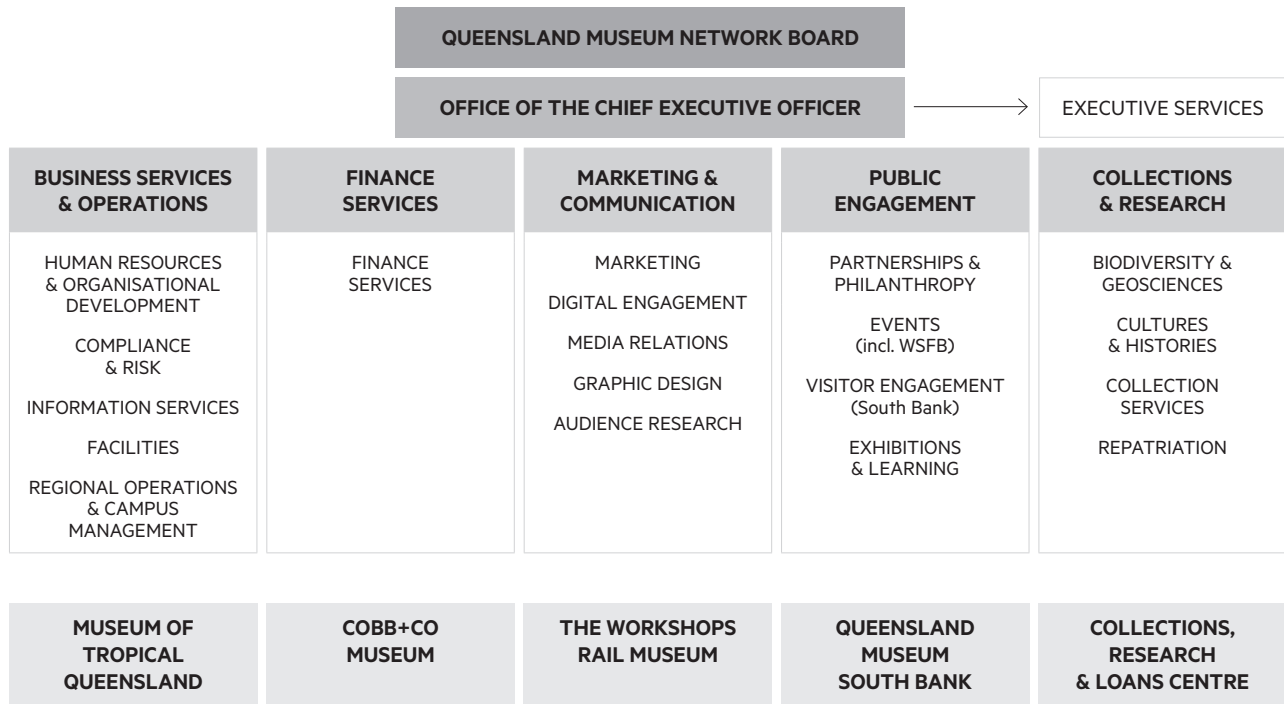 QUEENSLAND MUSEUM NETWORK BOARD
OFFICE OF THE CHIEF EXECUTIVE OFFICER
EXECUTIVE SERVICES
BUSINESS SERVICES
& OPERATIONS
HUMAN RESOURCES
& ORGANISATIONAL
DEVELOPMENT
COMPLIANCE
& RISK
INFORMATION SERVICES
FACILITIES
REGIONAL OPERATIONS
& CAMPUS
MANAGEMENT
FINANCE
SERVICES
FINANCE
SERVICES
MARKETING &
COMMUNICATION
MARKETING
DIGITAL ENGAGEMENT
MEDIA RELATIONS
GRAPHIC DESIGN
AUDIENCE RESEARCH
PUBLIC
ENGAGEMENT
PARTNERSHIPS &
PHILANTHROPY
EVENTS
(incl. WSFB)
VISITOR ENGAGEMENT
(South Bank)
EXHIBITIONS
& LEARNING
COLLECTIONS
& RESEARCH
BIODIVERSITY &
GEOSCIENCES
CULTURES
& HISTORIES
COLLECTION
SERVICES
REPATRIATION
MUSEUM OF
TROPICAL
QUEENSLAND
COBB+CO
MUSEUM
THE WORKSHOPS
RAIL MUSEUM
QUEENSLAND
MUSEUM
SOUTH BANK
COLLECTIONS,
RESEARCH
& LOANS CENTRE